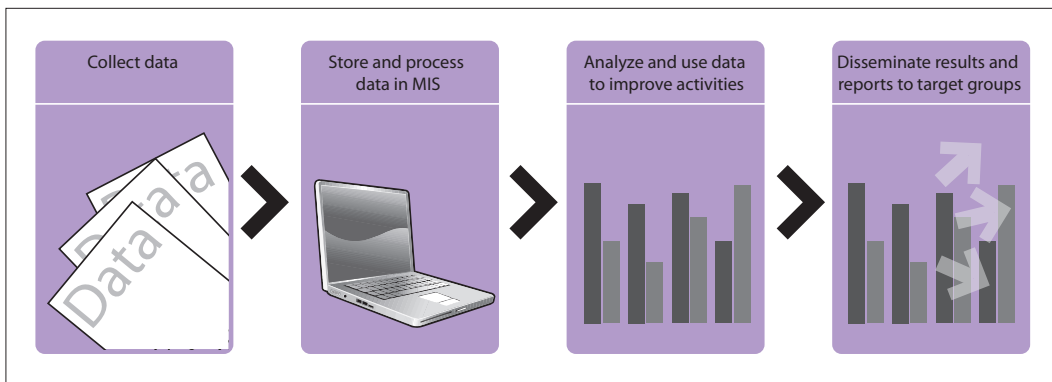 Collect data
Store and process
data in MIS
Analyze and use data
to improve activities
Disseminate results and
reports to target groups
Data
Data
Data